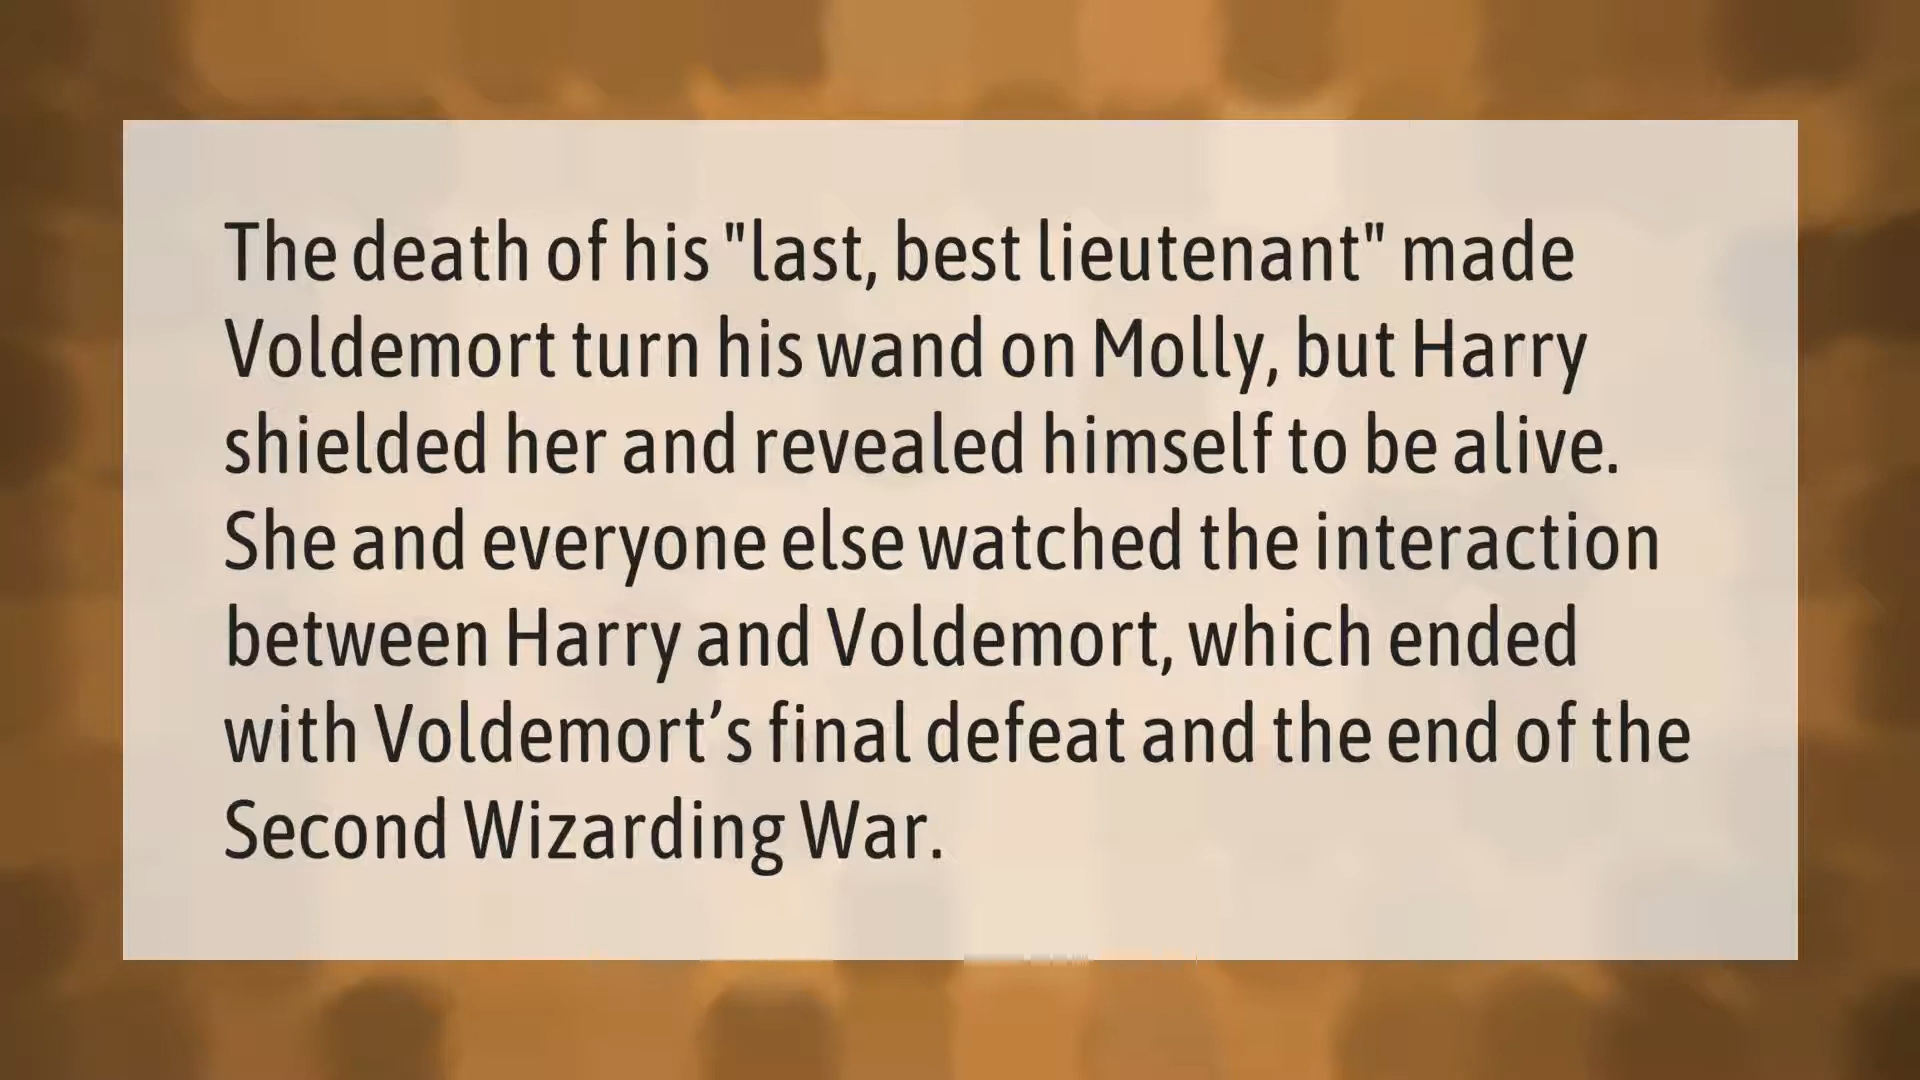 The death of his "last, best lieutenant" made
Voldemort turn his wand on Molly, but Harry
shielded her and revealed himself to be alive.
She and everyone else watched the interaction
between Harry and Voldemort, which ended
with Voldemort’s final defeat and the end of the
Second Wizarding War.